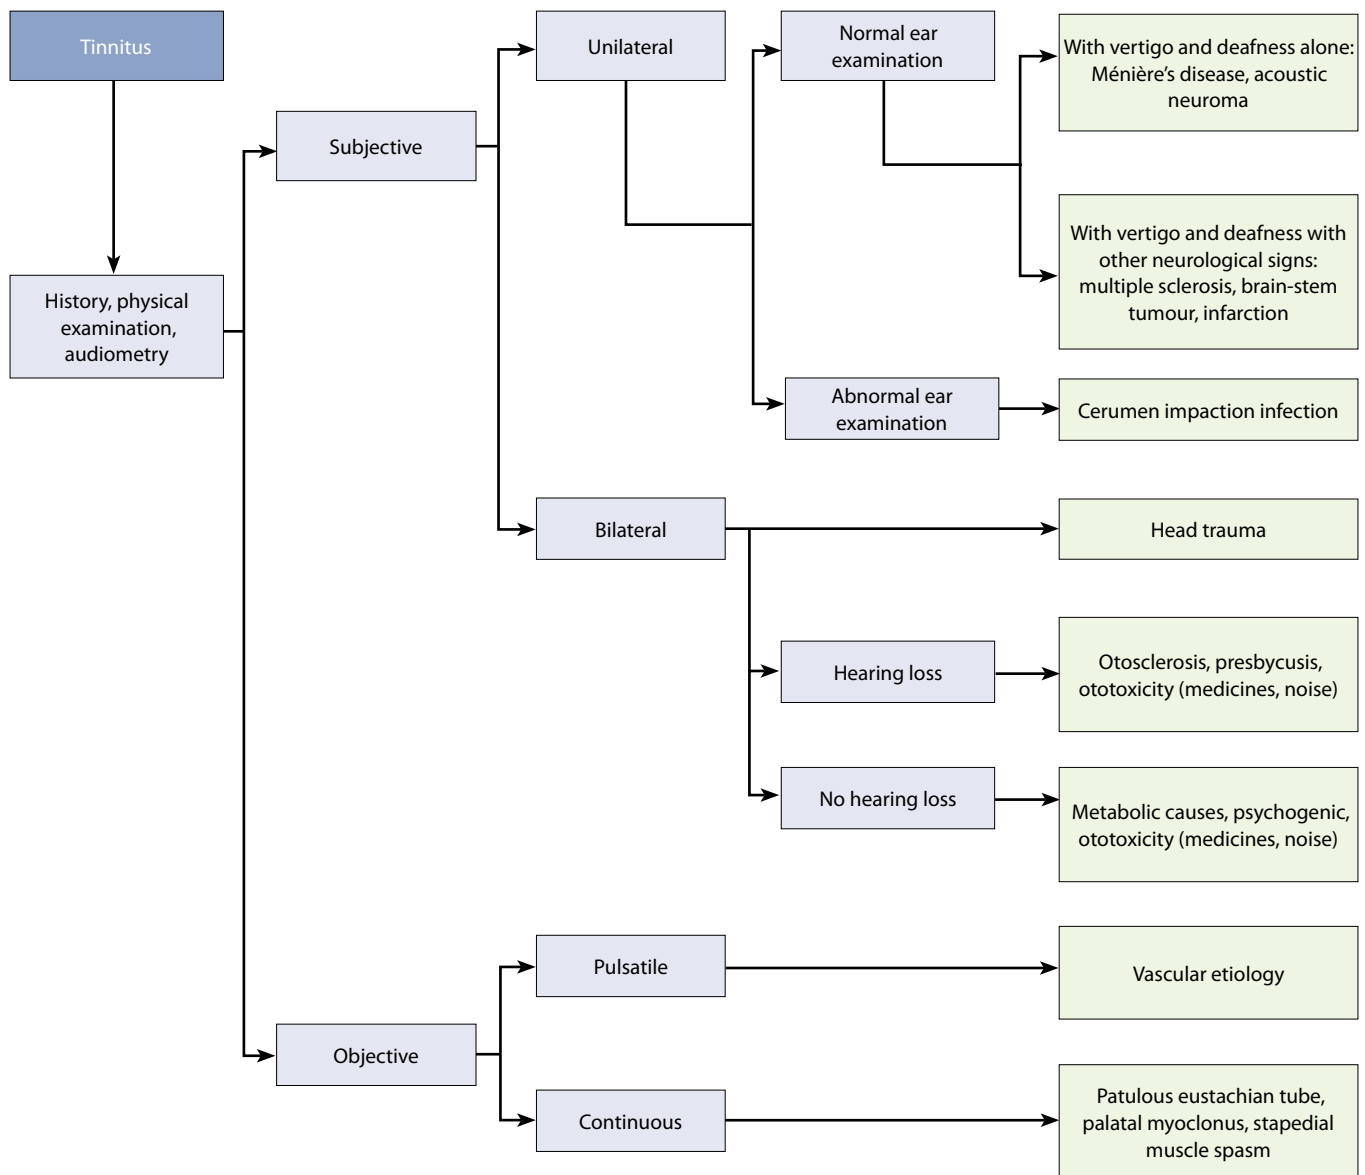 Tinnitus
History, physical
examination,
audiometry
Subjective
Unilateral
Normal ear
examination
With vertigo and deafness alone:
Ménière's disease, acoustic
neuroma
With vertigo and deafness with
other neurological signs:
multiple sclerosis, brain-stem
tumour, infarction
Abnormal ear
examination
Cerumen impaction infection
Bilateral
Head trauma
Hearing loss
Otosclerosis, presbycusis,
ototoxicity (medicines, noise)
No hearing loss
Metabolic causes, psychogenic,
ototoxicity (medicines, noise)
Objective
Pulsatile
Vascular etiology
Continuous
Patulous eustachian tube,
palatal myoclonus, stapedial
muscle spasm